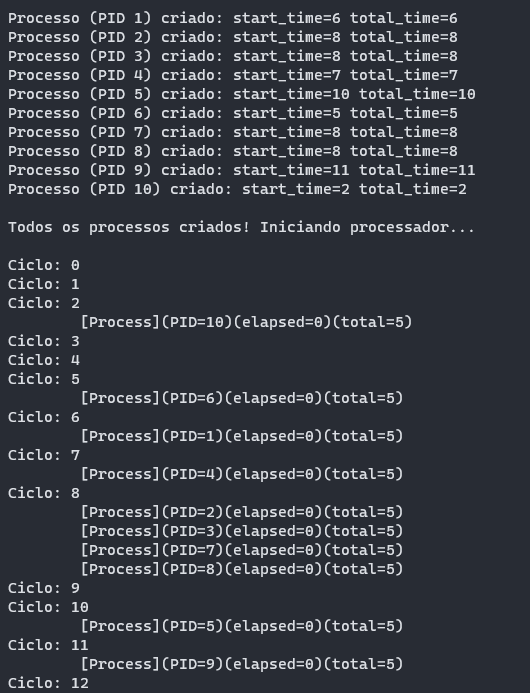 Processo (PID 1) criado: start_time=6 total_time=6
Processo (PID 2) criado: start_time=8 total_time=8
Processo (PID 3) criado: start_time=8 total_time=8
Processo (PID 4) criado: start_time=7 total_time=7
Processo (PID 5) criado: start_time=10 total_time=10
Processo (PID 6) criado: start_time=5 total_time=5
Processo (PID 7) criado: start_time=8 total_time=8
Processo (PID 8) criado: start_time=8 total_time=8
Processo (PID 9) criado: start_time=11 total_time=11
Processo (PID 10) criado: start_time=2 total_time=2

Todos os processos criados! Iniciando processador...

Ciclo: 0
Ciclo: 1
Ciclo: 2
        [Process](PID=10)(elapsed=0)(total=5)
Ciclo: 3
Ciclo: 4
Ciclo: 5
        [Process](PID=6)(elapsed=0)(total=5)
Ciclo: 6
        [Process](PID=1)(elapsed=0)(total=5)
Ciclo: 7
        [Process](PID=4)(elapsed=0)(total=5)
Ciclo: 8
        [Process](PID=2)(elapsed=0)(total=5)
        [Process](PID=3)(elapsed=0)(total=5)
        [Process](PID=7)(elapsed=0)(total=5)
        [Process](PID=8)(elapsed=0)(total=5)
Ciclo: 9
Ciclo: 10
        [Process](PID=5)(elapsed=0)(total=5)
Ciclo: 11
        [Process](PID=9)(elapsed=0)(total=5)
Ciclo: 12